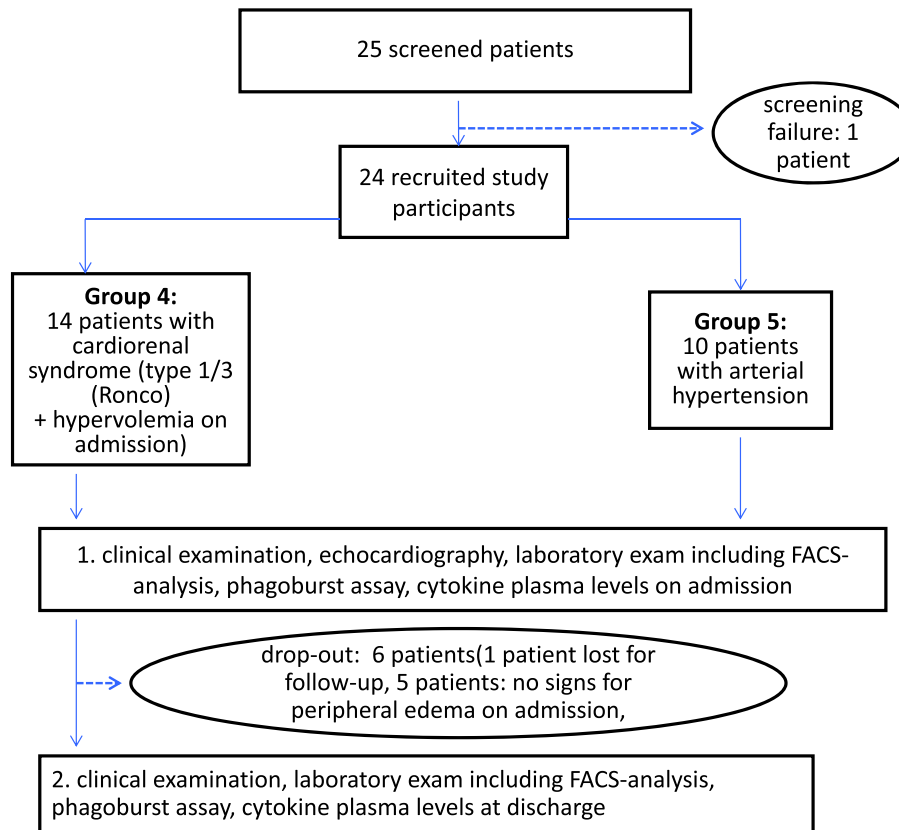 25 screened patients
screening
failure: 1
patient
24 recruited study
participants
Group 4:
14 patients with
cardiorenal
syndrome (type 1/3
(Ronco)
+ hypervolemia on
admission)
Group 5:
10 patients
with arterial
hypertension
1. clinical examination, echocardiography, laboratory exam including FACS-
analysis, phagoburst assay, cytokine plasma levels on admission
drop-out:  6 patients(1 patient lost for
follow-up, 5 patients: no signs for
peripheral edema on admission,
2. clinical examination, laboratory exam including FACS-analysis,
phagoburst assay, cytokine plasma levels at discharge